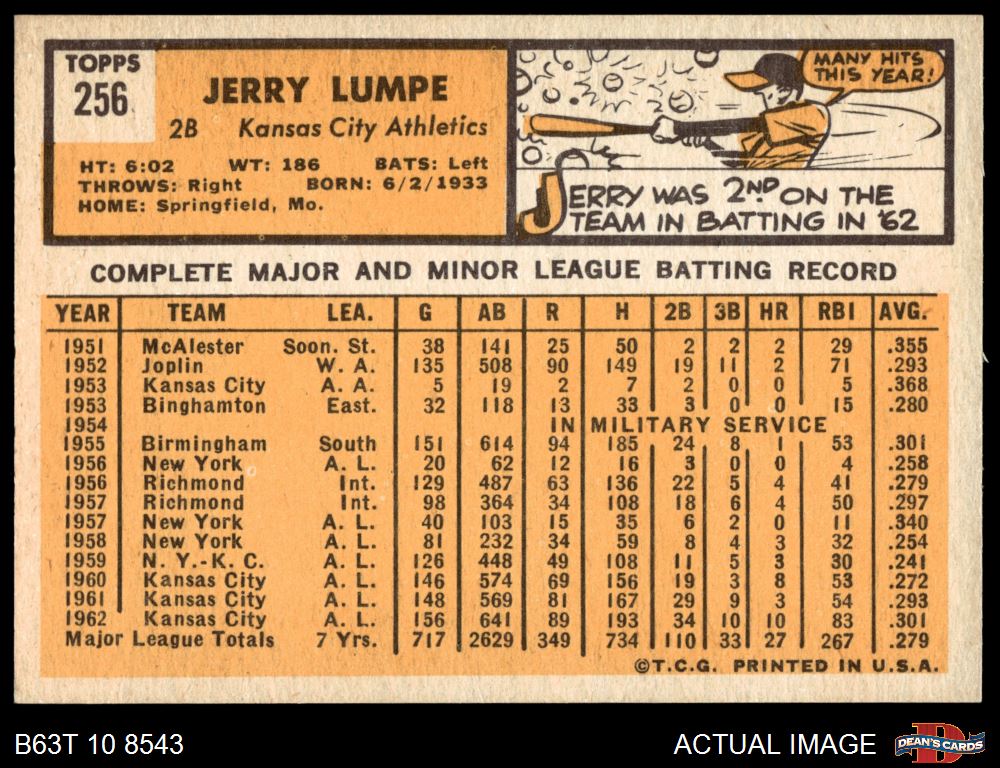 TOPPS
256
JERRY LUMPE
2B Kansas City Athletics
HT: 6:02 WT: 186 BATS: Left
THROWS: Right BORN: 6/2/1933
HOME: Springfield, Mo.
MANY HITS
THIS YEAR!
JERRY WAS 2ND ON THE
TEAM IN BATTING IN '62
COMPLETE MAJOR AND MINOR LEAGUE BATTING RECORD
YEAR TEAM LEA. G AB R H 2B 3B HR RBI AVG.
1951 McAlester Soon. St. 38 141 25 50 2 2 2 29 .355
1952 Joplin W. A. 135 508 90 149 19 11 2 71 .293
1953 Kansas City A. A. 5 19 2 7 2 0 0 5 .368
1953 Binghamton East. 32 118 13 33 3 0 0 15 .280
1954 IN MILITARY SERVICE
1955 Birmingham South 151 614 94 185 24 8 1 53 .301
1956 New York A. L. 20 62 12 16 3 0 0 4 .258
1956 Richmond Int. 129 487 63 136 22 5 4 41 .279
1957 Richmond Int. 98 364 34 108 18 6 4 50 .297
1957 New York A. L. 40 103 15 35 6 2 0 11 .340
1958 New York A. L. 81 232 34 59 8 4 3 32 .254
1959 N. Y.-K. C. A. L. 126 448 49 108 11 5 3 30 .241
1960 Kansas City A. L. 146 574 69 156 19 3 8 53 .272
1961 Kansas City A. L. 148 569 81 167 29 9 3 54 .293
1962 Kansas City A. L. 156 641 89 193 34 10 10 83 .301
Major League Totals 7 Yrs. 717 2629 349 734 110 33 27 267 .279
©T.C.G. PRINTED IN U.S.A.
B63T 10 8543
ACTUAL IMAGE
DEAN'S CARDS